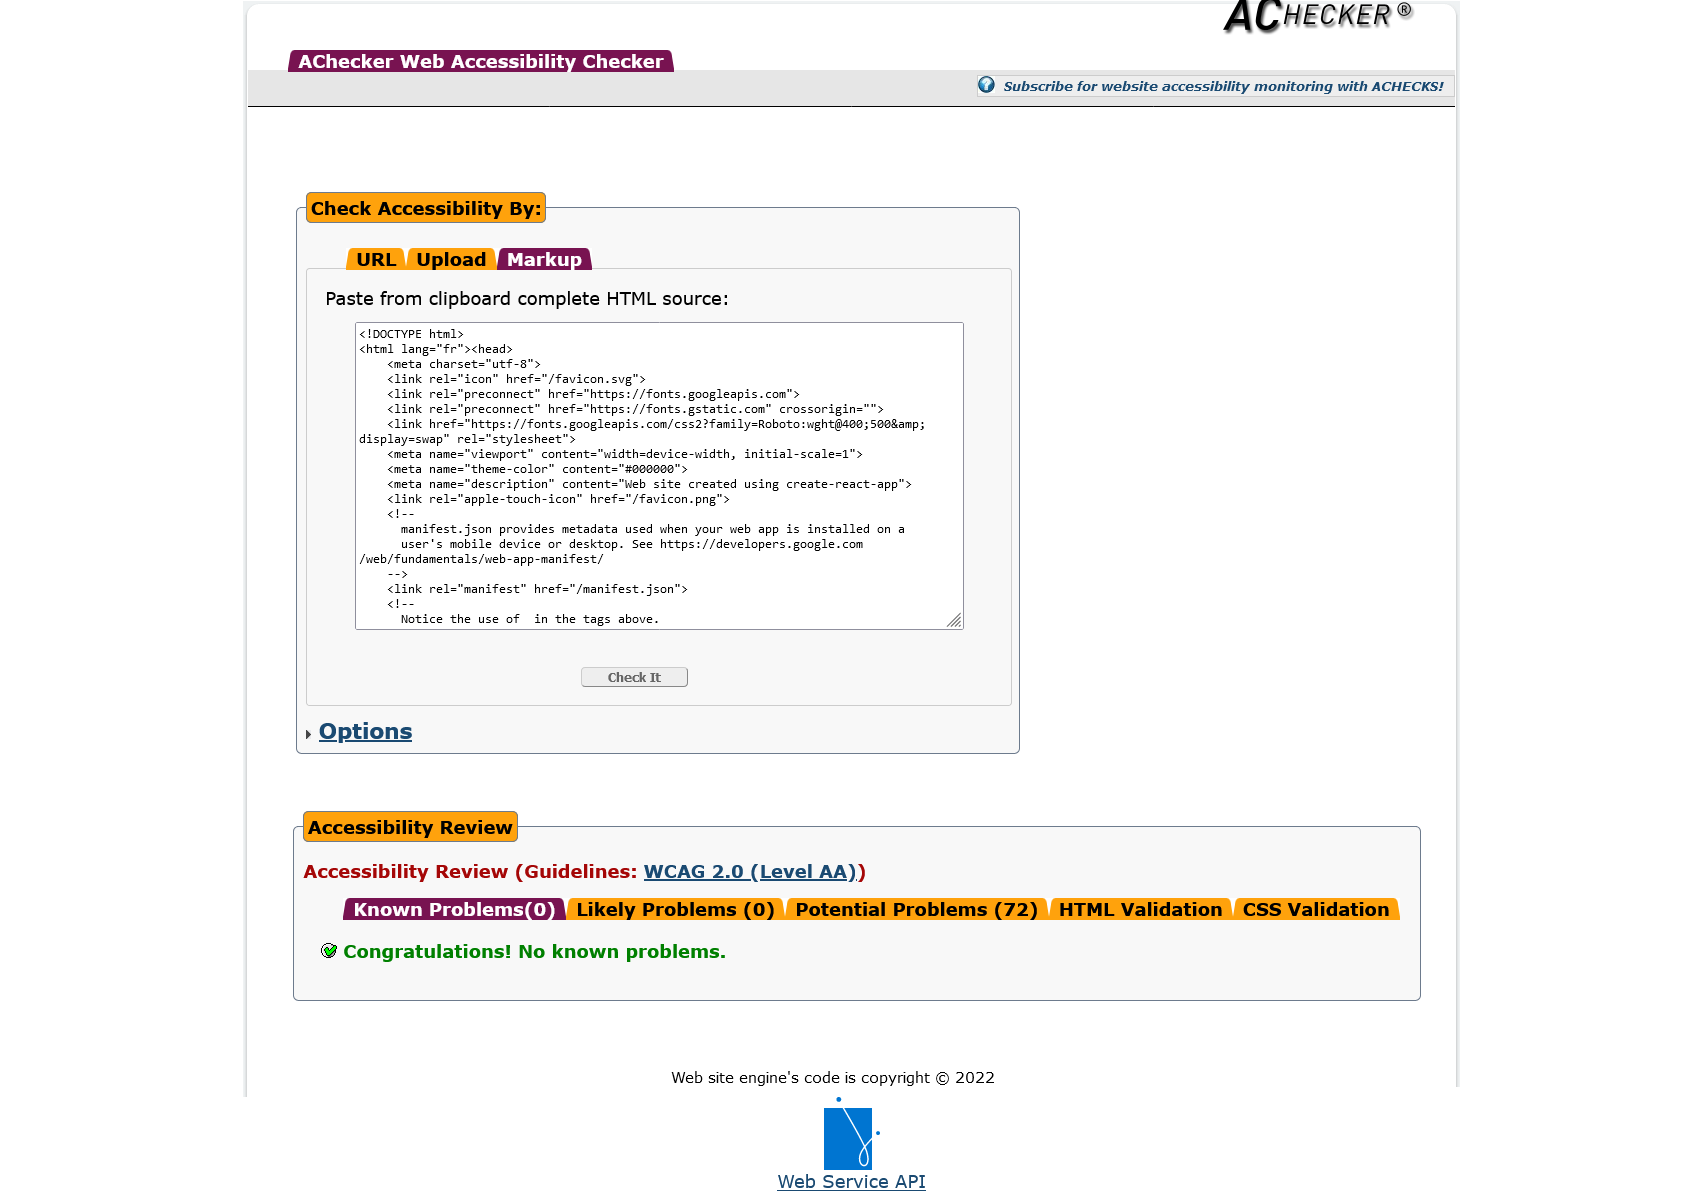 ACHECKER ®
AChecker Web Accessibility Checker
Subscribe for website accessibility monitoring with ACHECKS!
Check Accessibility By:
URL Upload Markup
Paste from clipboard complete HTML source:
<!DOCTYPE html>
<html lang="fr"><head>
    <meta charset="utf-8">
    <link rel="icon" href="/favicon.svg">
    <link rel="preconnect" href="https://fonts.googleapis.com">
    <link rel="preconnect" href="https://fonts.gstatic.com" crossorigin="">
    <link href="https://fonts.googleapis.com/css2?family=Roboto:wght@400;500&amp;
display=swap" rel="stylesheet">
    <meta name="viewport" content="width=device-width, initial-scale=1">
    <meta name="theme-color" content="#000000">
    <meta name="description" content="Web site created using create-react-app">
    <link rel="apple-touch-icon" href="/favicon.png">
    <!--
      manifest.json provides metadata used when your web app is installed on a
      user's mobile device or desktop. See https://developers.google.com
/web/fundamentals/web-app-manifest/
    -->
    <link rel="manifest" href="/manifest.json">
    <!--
      Notice the use of  in the tags above.
Check It
Options
Accessibility Review
Accessibility Review (Guidelines: WCAG 2.0 (Level AA))
Known Problems(0) Likely Problems (0) Potential Problems (72) HTML Validation CSS Validation
Congratulations! No known problems.
Web site engine's code is copyright © 2022
Web Service API